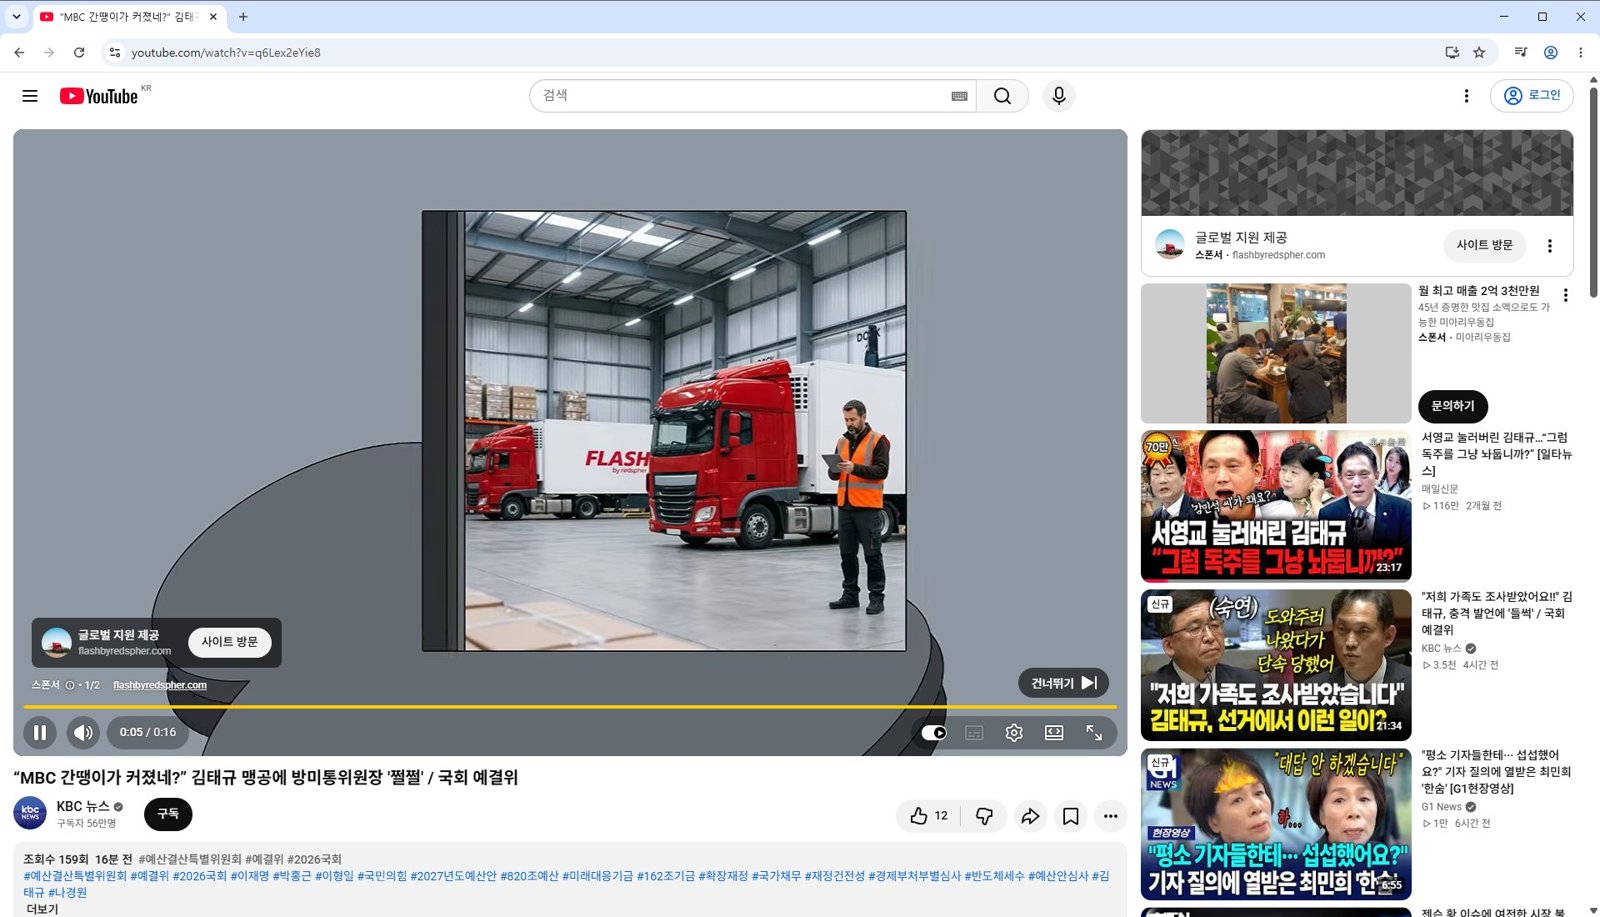 "MBC 간땡이가 커졌네?" 김태규
youtube.com/watch?v=q6Lex2eYie8
YouTube KR
검색
로그인
FLASH
by redspher
글로벌 지원 제공
flashbyredspher.com
사이트 방문
스폰서 · 1/2 flashbyredspher.com
건너뛰기
0:05 / 0:16
“MBC 간땡이가 커졌네?” 김태규 맹공에 방미통위원장 '쩔쩔' / 국회 예결위
kbc NEWS
KBC 뉴스
구독자 56만명
구독
12
조회수 159회 16분 전 #예산결산특별위원회 #예결위 #2026국회
#예산결산특별위원회 #예결위 #2026국회 #이재명 #박홍근 #이형일 #국민의힘 #2027년도예산안 #820조예산 #미래대응기금 #162조기금 #확장재정 #국가채무 #재정건전성 #경제부처부별심사 #반도체세수 #예산안심사 #김
태규 #나경원
더보기
글로벌 지원 제공
스폰서 · flashbyredspher.com
사이트 방문
월 최고 매출 2억 3천만원
45년 증명한 맛집 소액으로도 가
능한 미아리우동집
스폰서 · 미아리우동집
문의하기
70만
김민석 씨가 왜요?
서영교 눌러버린 김태규
"그럼 독주를 그냥 놔둡니까?"
23:17
서영교 눌러버린 김태규…“그럼
독주를 그냥 놔둡니까?” [일타뉴
스]
매일신문
116만 2개월 전
신규
(숙연)
도와주러
나왔다가
단속 당했어
"저희 가족도 조사받았습니다"
김태규, 선거에서 이런 일이?
21:34
"저희 가족도 조사받았어요!!" 김
태규, 충격 발언에 '들썩' / 국회
예결위
KBC 뉴스
3.5천 4시간 전
신규
G1
NEWS
"대답 안 하겠습니다"
하...
현장영상
"평소 기자들한테… 섭섭했어요?"
기자 질의에 열받은 최민희 '한숨'
6:55
"평소 기자들한테… 섭섭했어
요?" 기자 질의에 열받은 최민희
'한숨' [G1현장영상]
G1 News
1만 6시간 전